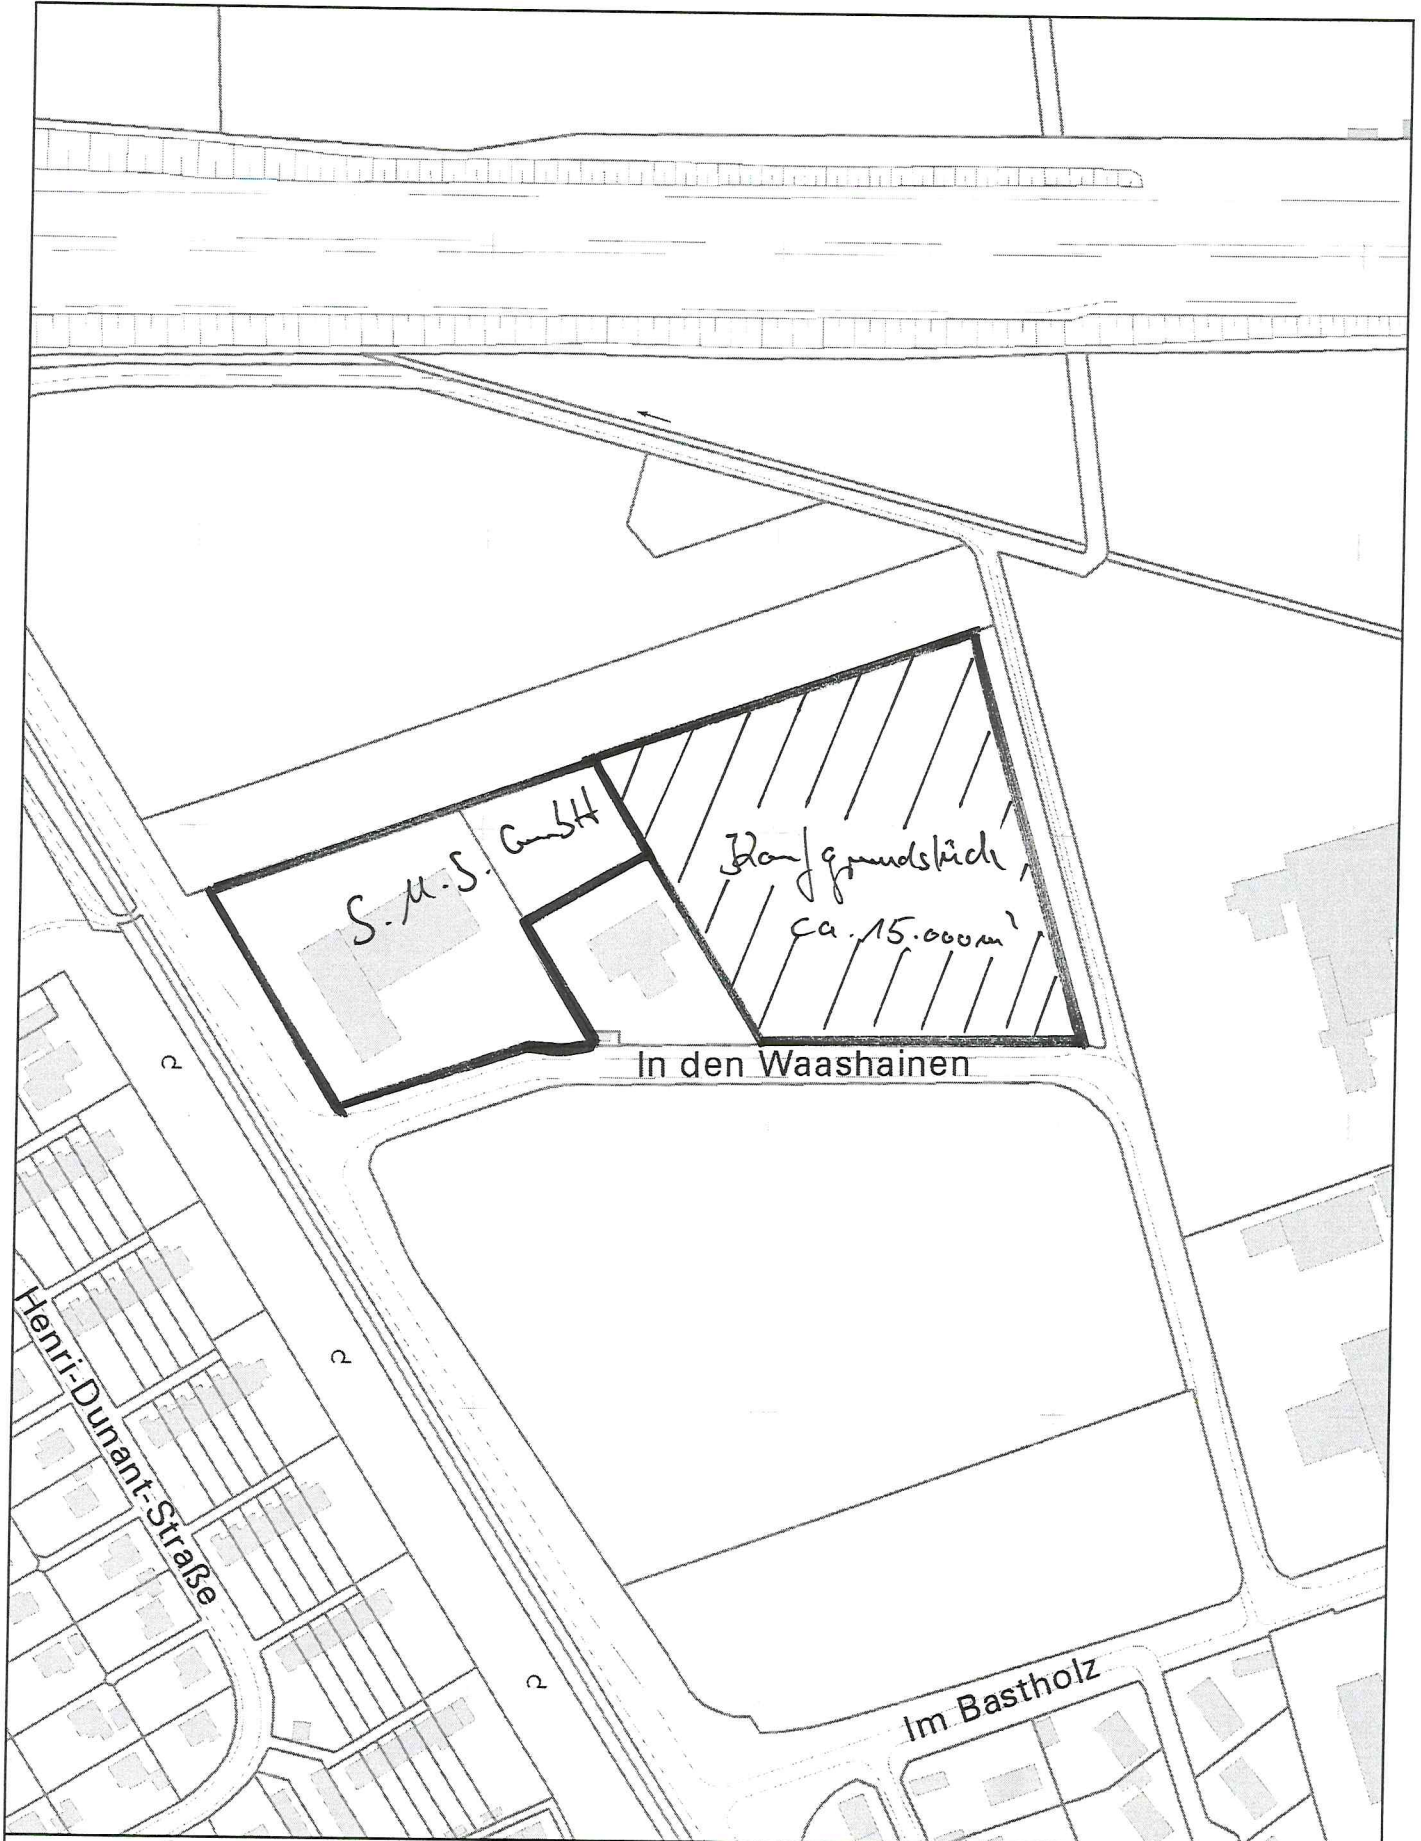 S.M.S. GmbH
Kaufgrundstück
ca. 15.000m²
In den Waashainen
Henri-Dunant-Straße
Im Bastholz